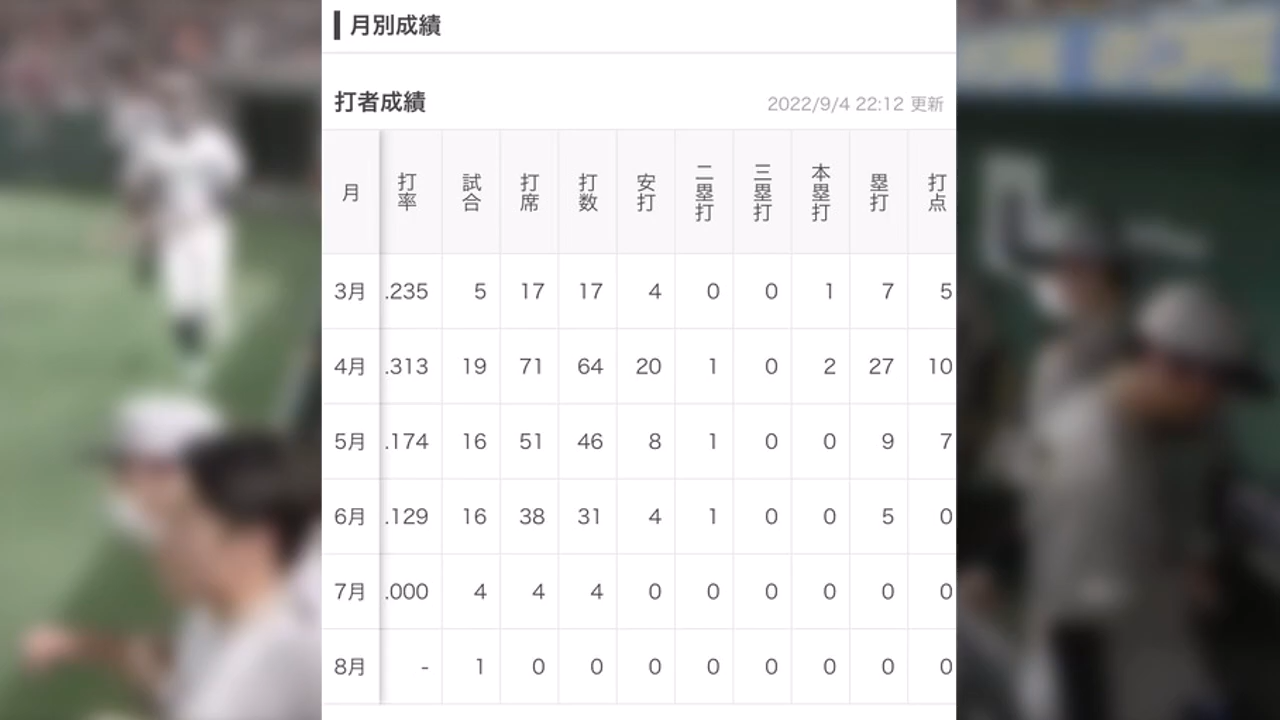 月別成績
打者成績 2022/9/4 22:12 更新
月 打率 試合 打席 打数 安打 二塁打 三塁打 本塁打 塁打 打点
3月 .235 5 17 17 4 0 0 1 7 5
4月 .313 19 71 64 20 1 0 2 27 10
5月 .174 16 51 46 8 1 0 0 9 7
6月 .129 16 38 31 4 1 0 0 5 0
7月 .000 4 4 4 0 0 0 0 0 0
8月 - 1 0 0 0 0 0 0 0 0